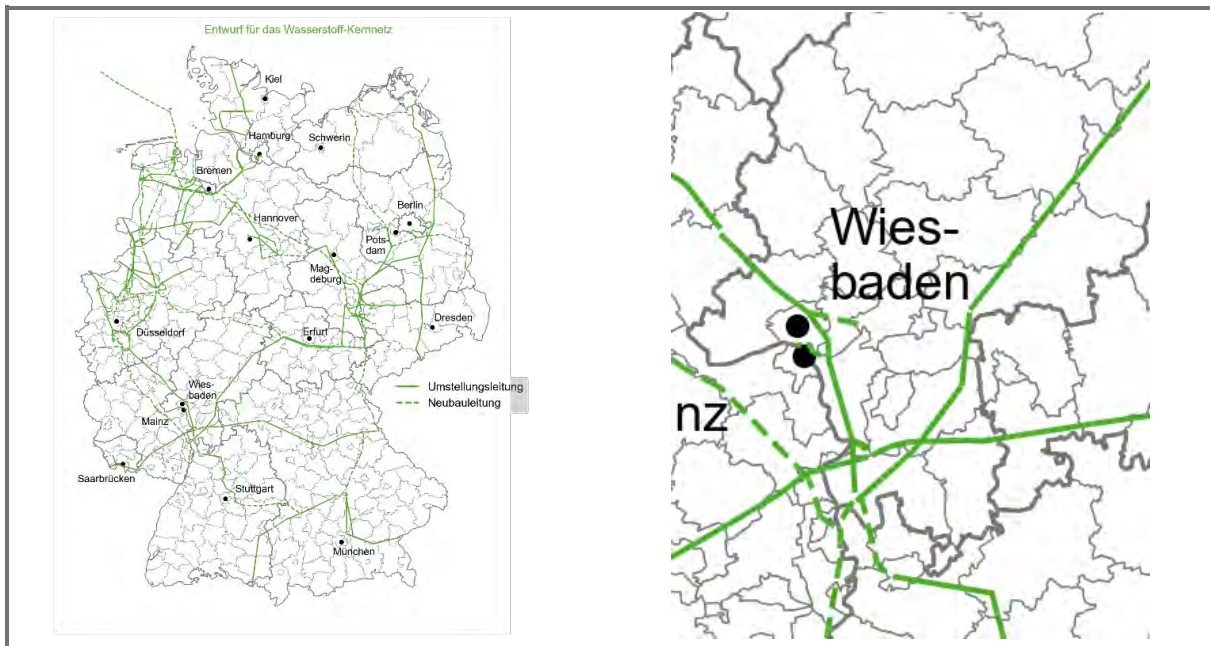 Entwurf für das Wasserstoff-Kernnetz
Kiel
Hamburg
Schwerin
Bremen
Hannover
Berlin
Pots-
dam
Mag-
deburg
Düsseldorf
Erfurt
Dresden
Wies-
baden
Mainz
Umstellungsleitung
Neubauleitung
Saarbrücken
Stuttgart
München
Wies-
baden
nz